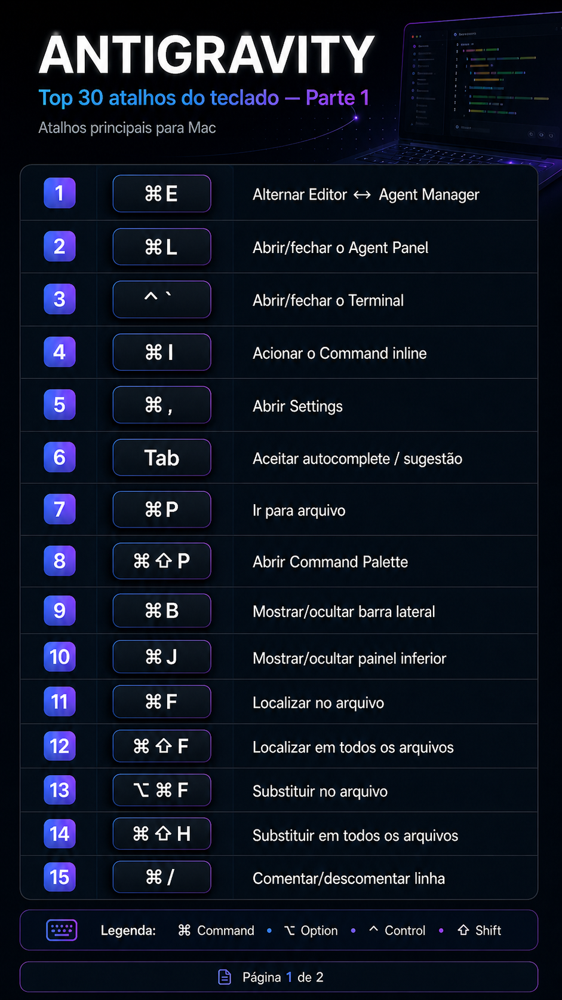 ANTIGRAVITY
Top 30 atalhos do teclado — Parte 1
Atalhos principais para Mac
1 ⌘ E Alternar Editor ↔ Agent Manager
2 ⌘ L Abrir/fechar o Agent Panel
3 ^ ` Abrir/fechar o Terminal
4 ⌘ I Acionar o Command inline
5 ⌘ , Abrir Settings
6 Tab Aceitar autocomplete / sugestão
7 ⌘ P Ir para arquivo
8 ⌘ ⇧ P Abrir Command Palette
9 ⌘ B Mostrar/ocultar barra lateral
10 ⌘ J Mostrar/ocultar painel inferior
11 ⌘ F Localizar no arquivo
12 ⌘ ⇧ F Localizar em todos os arquivos
13 ⌥ ⌘ F Substituir no arquivo
14 ⌘ ⇧ H Substituir em todos os arquivos
15 ⌘ / Comentar/descomentar linha
Legenda: ⌘ Command • ⌥ Option • ^ Control • ⇧ Shift
Página 1 de 2